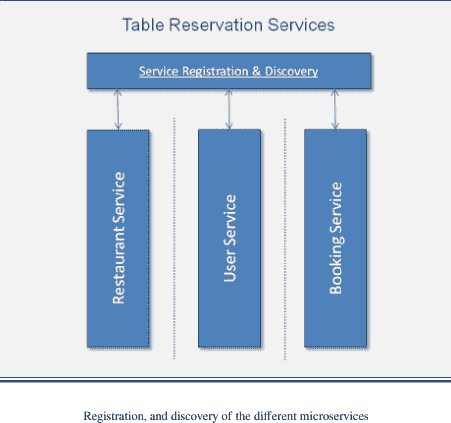 Table Reservation Services
Service Registration & Discovery
Restaurant Service
User Service
Booking Service
Registration, and discovery of the different microservices